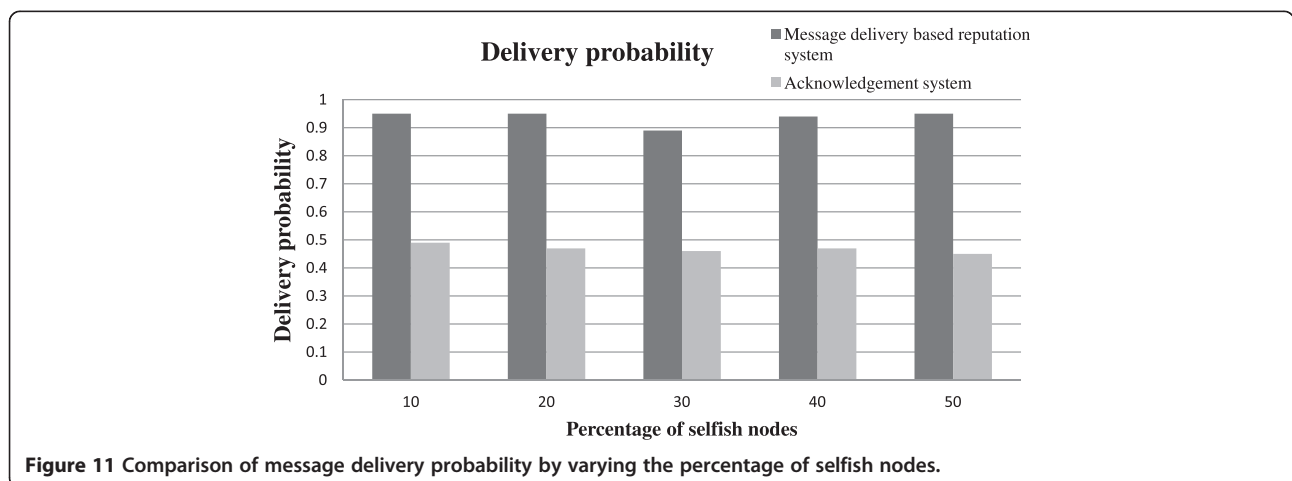 Delivery probability
Message delivery based reputation
system
Acknowledgement system
Delivery probability
1
0.9
0.8
0.7
0.6
0.5
0.4
0.3
0.2
0.1
0
10 20 30 40 50
Percentage of selfish nodes
Figure 11 Comparison of message delivery probability by varying the percentage of selfish nodes.